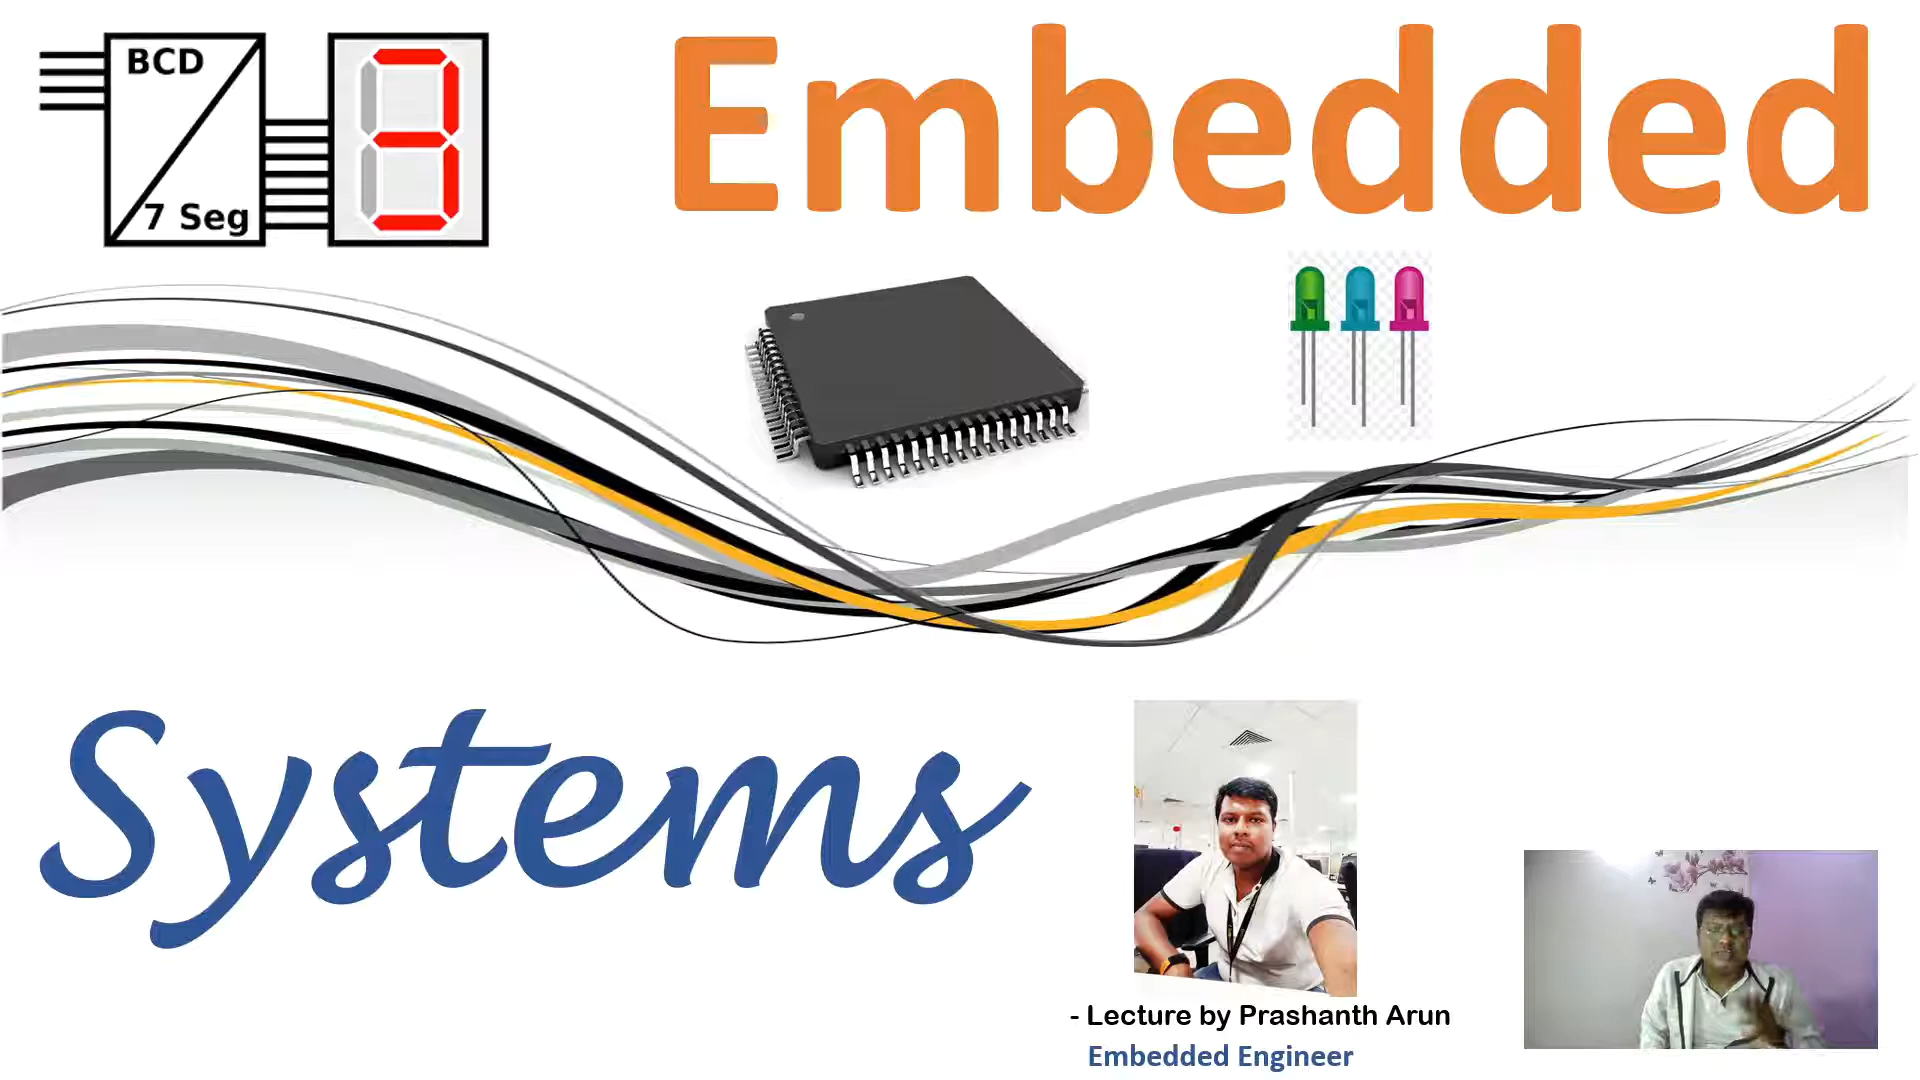 BCD
7 Seg
Embedded
Systems
- Lecture by Prashanth Arun
Embedded Engineer